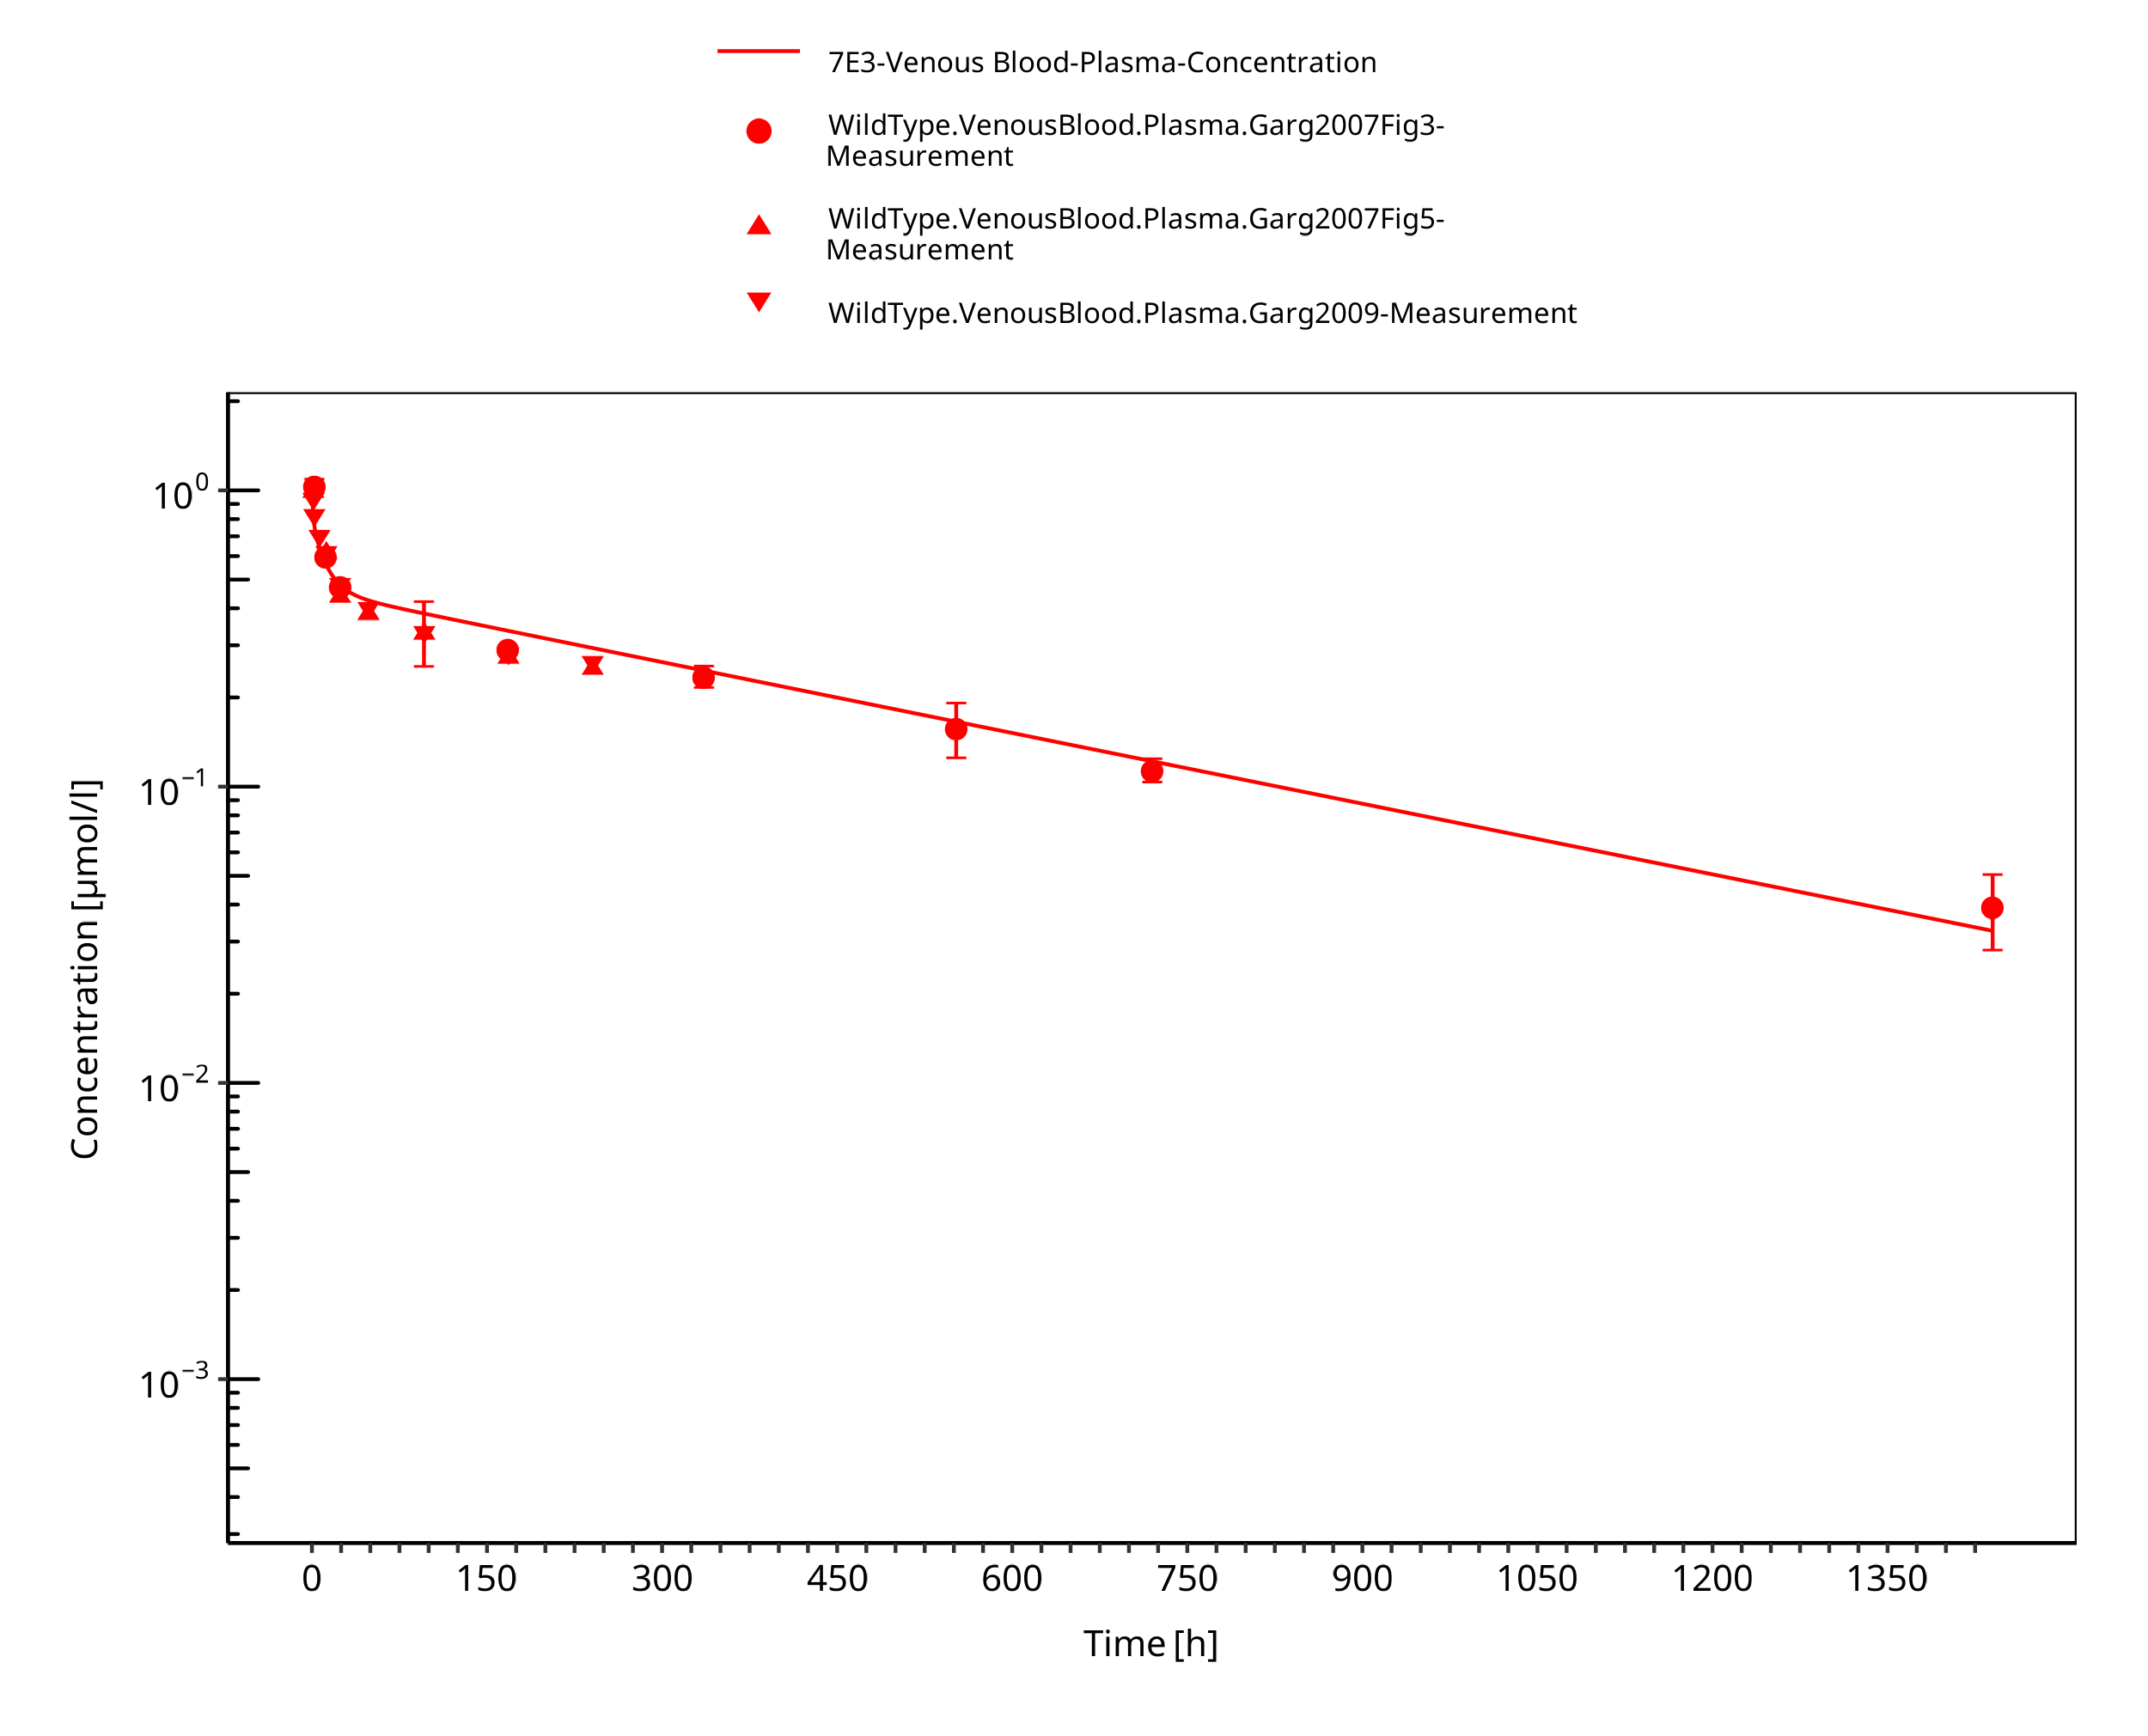 7E3-Venous Blood-Plasma-Concentration
WildType.VenousBlood.Plasma.Garg2007Fig3-
Measurement
WildType.VenousBlood.Plasma.Garg2007Fig5-
Measurement
WildType.VenousBlood.Plasma.Garg2009-Measurement
10⁰
10⁻¹
10⁻²
10⁻³
Concentration [µmol/l]
0 150 300 450 600 750 900 1050 1200 1350
Time [h]